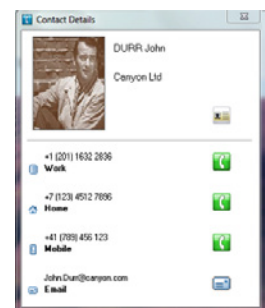 Contact Details
DURR John
Canyon Ltd
+1 (201) 1632 2836
Work
+7 (123) 4512 7896
Home
+41 (789) 456 123
Mobile
John.Durr@canyon.com
Email